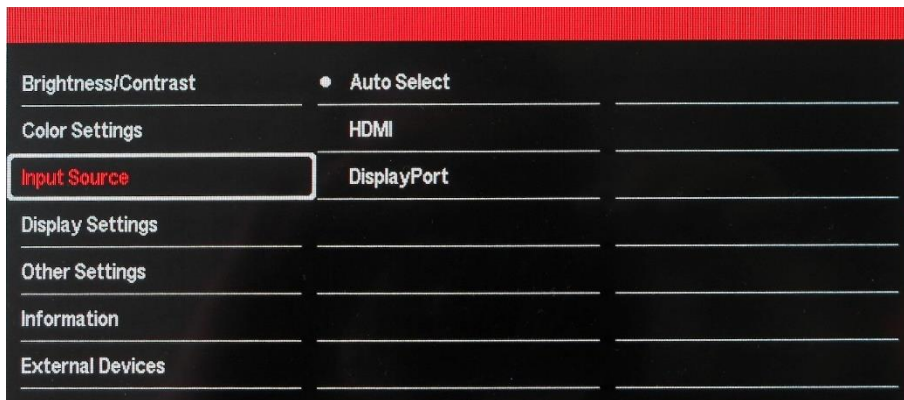 Brightness/Contrast
Auto Select
Color Settings
HDMI
Input Source
DisplayPort
Display Settings
Other Settings
Information
External Devices